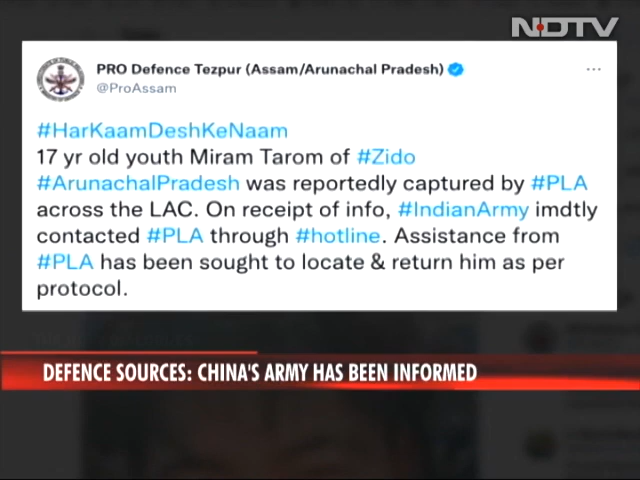 NDTV
PRO Defence Tezpur (Assam/Arunachal Pradesh)
@ProAssam
#HarKaamDeshKeNaam
17 yr old youth Miram Tarom of #Zido
#ArunachalPradesh was reportedly captured by #PLA
across the LAC. On receipt of info, #IndianArmy imdtly
contacted #PLA through #hotline. Assistance from
#PLA has been sought to locate & return him as per
protocol.
DEFENCE SOURCES: CHINA'S ARMY HAS BEEN INFORMED